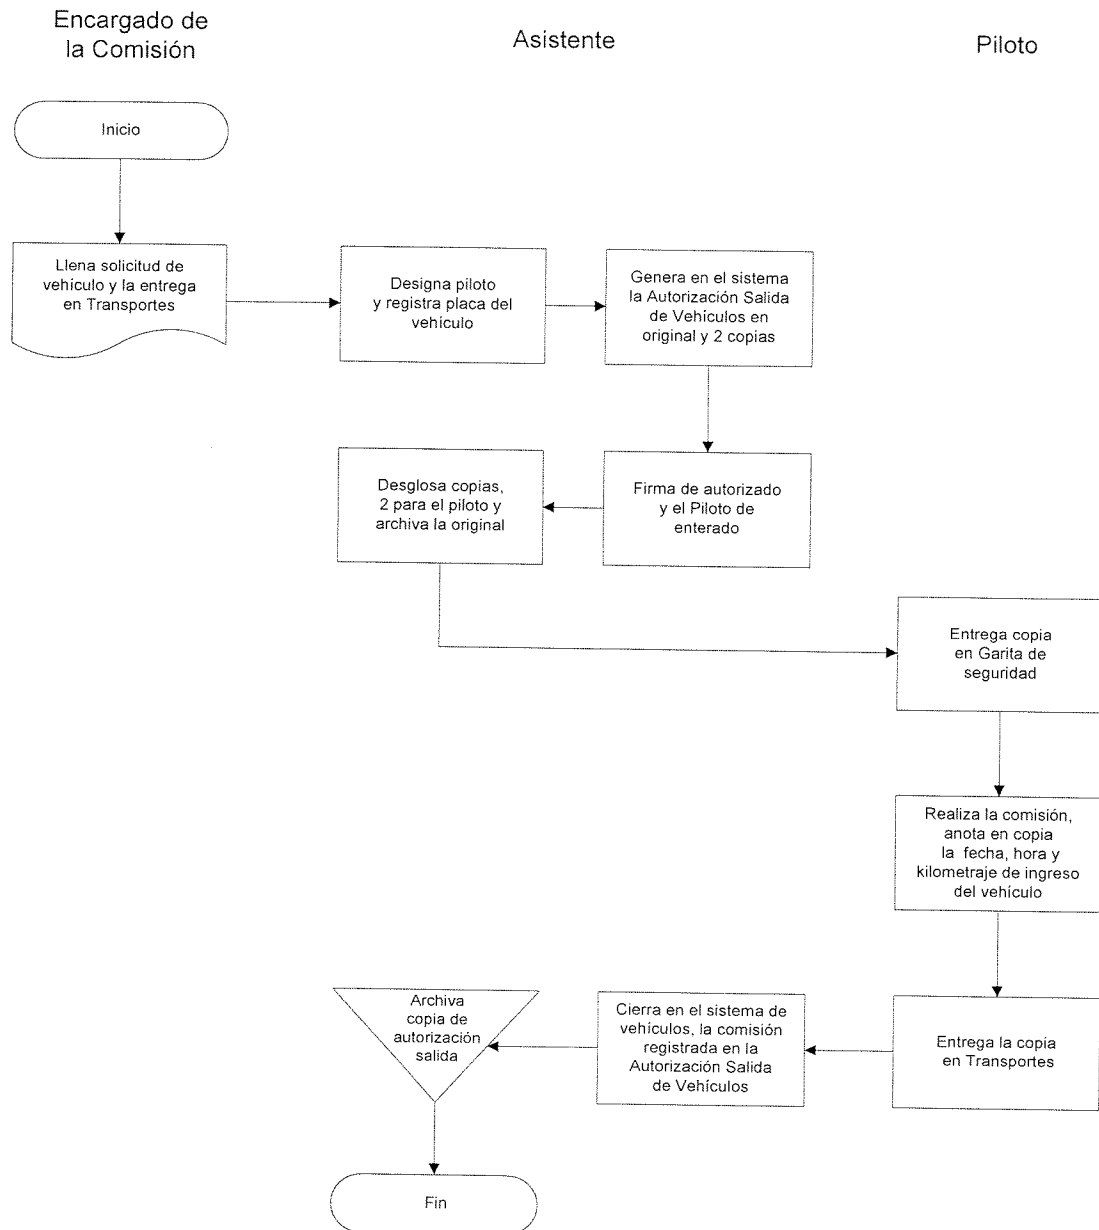 Encargado de
la Comisión
Asistente
Piloto
Inicio
Llena solicitud de
vehículo y la entrega
en Transportes
Designa piloto
y registra placa del
vehículo
Genera en el sistema
la Autorización Salida
de Vehículos en
original y 2 copias
Firma de autorizado
y el Piloto de
enterado
Desglosa copias,
2 para el piloto y
archiva la original
Entrega copia
en Garita de
seguridad
Realiza la comisión,
anota en copia
la fecha, hora y
kilometraje de ingreso
del vehículo
Entrega la copia
en Transportes
Cierra en el sistema de
vehículos, la comisión
registrada en la
Autorización Salida
de Vehículos
Archiva
copia de
autorización
salida
Fin